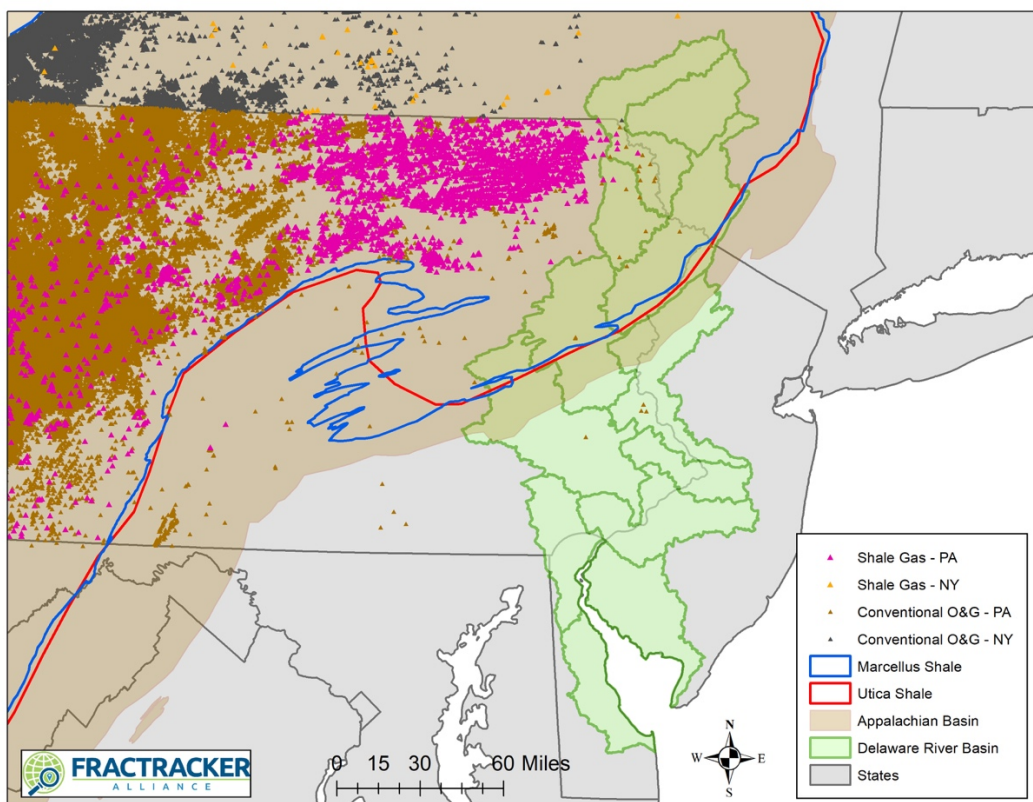 Shale Gas - PA
Shale Gas - NY
Conventional O&G - PA
Conventional O&G - NY
Marcellus Shale
Utica Shale
Appalachian Basin
Delaware River Basin
States
N
W E
S
FRACTRACKER
ALLIANCE
0 15 30 60 Miles